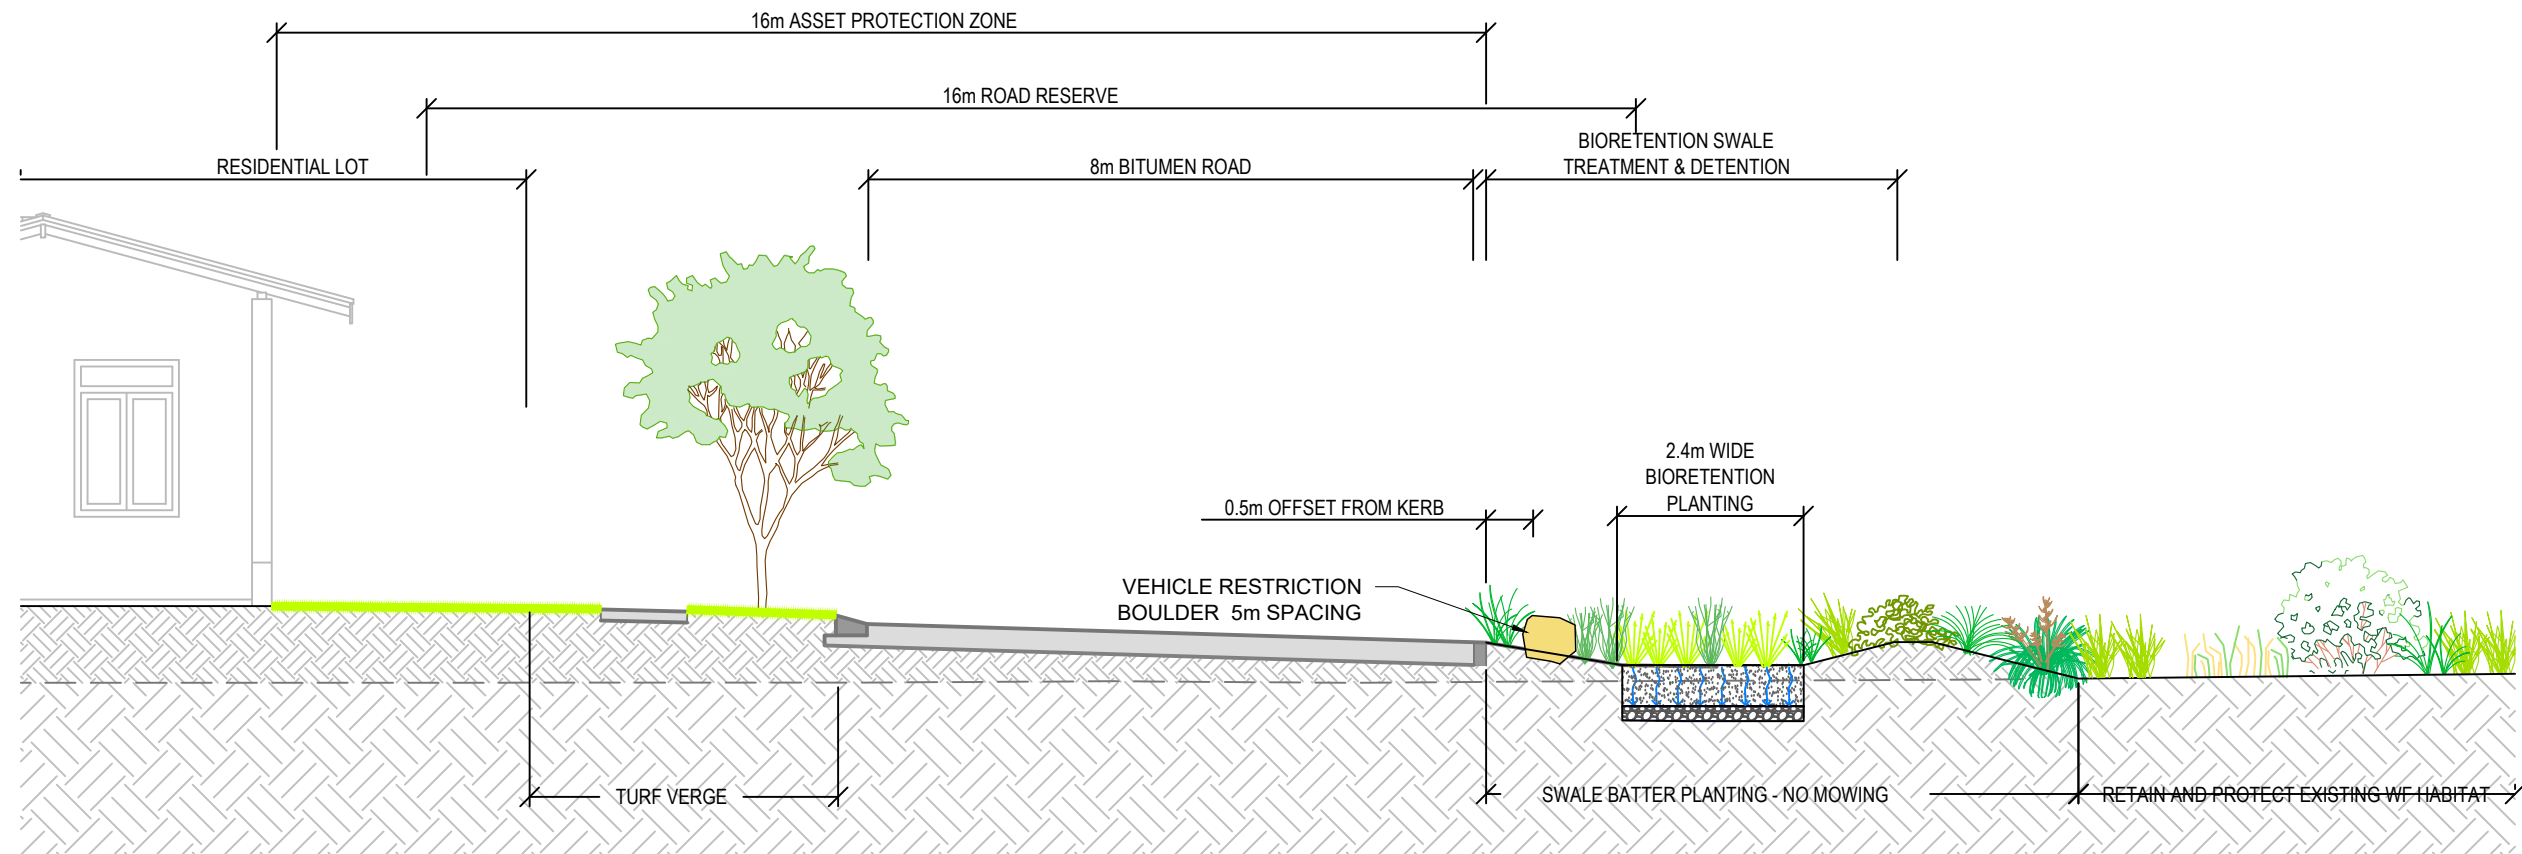 16m ASSET PROTECTION ZONE
16m ROAD RESERVE
BIORETENTION SWALE
TREATMENT & DETENTION
RESIDENTIAL LOT
8m BITUMEN ROAD
2.4m WIDE
BIORETENTION
PLANTING
0.5m OFFSET FROM KERB
VEHICLE RESTRICTION
BOULDER 5m SPACING
TURF VERGE
SWALE BATTER PLANTING - NO MOWING
RETAIN AND PROTECT EXISTING WF HABITAT